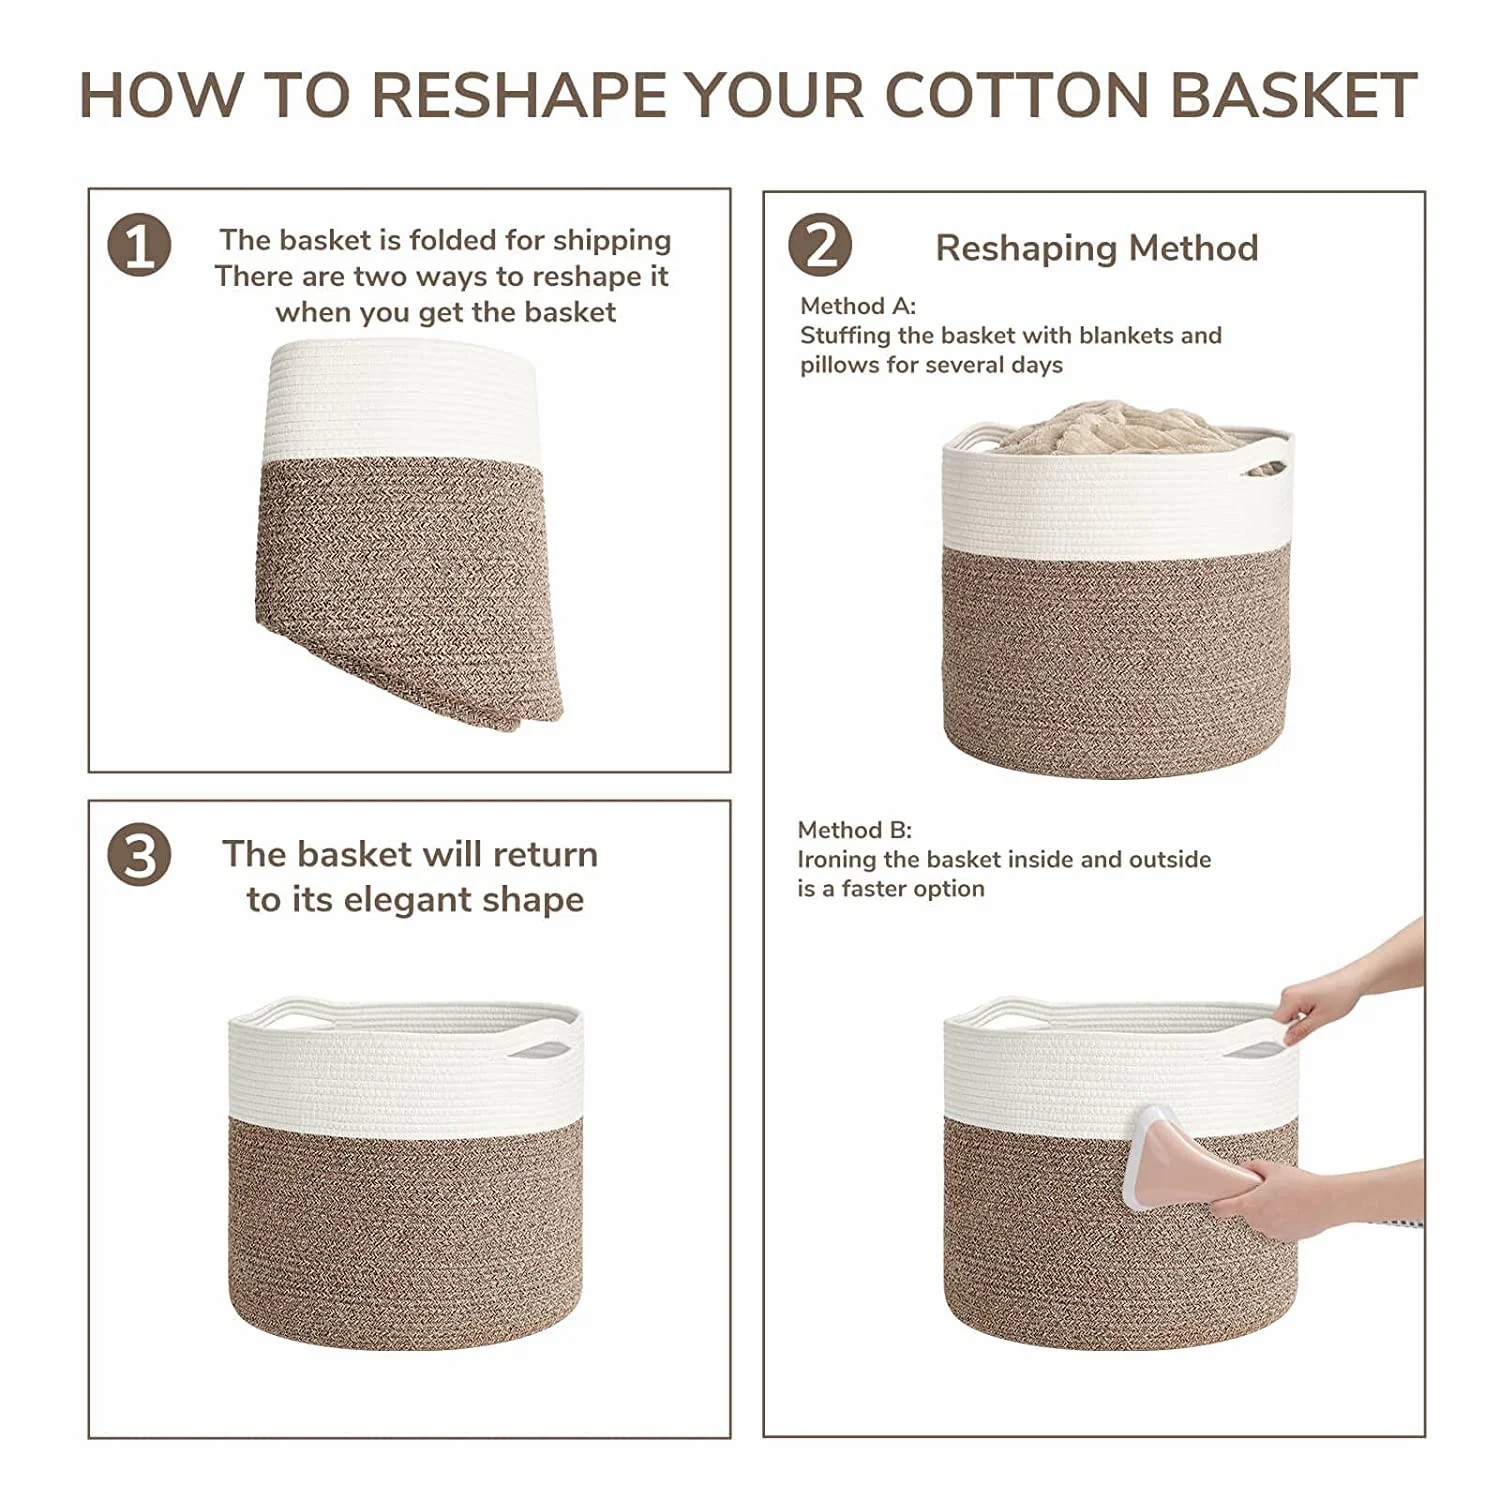 HOW TO RESHAPE YOUR COTTON BASKET
1
The basket is folded for shipping
There are two ways to reshape it
when you get the basket
2
Reshaping Method
Method A:
Stuffing the basket with blankets and
pillows for several days
Method B:
Ironing the basket inside and outside
is a faster option
3
The basket will return
to its elegant shape